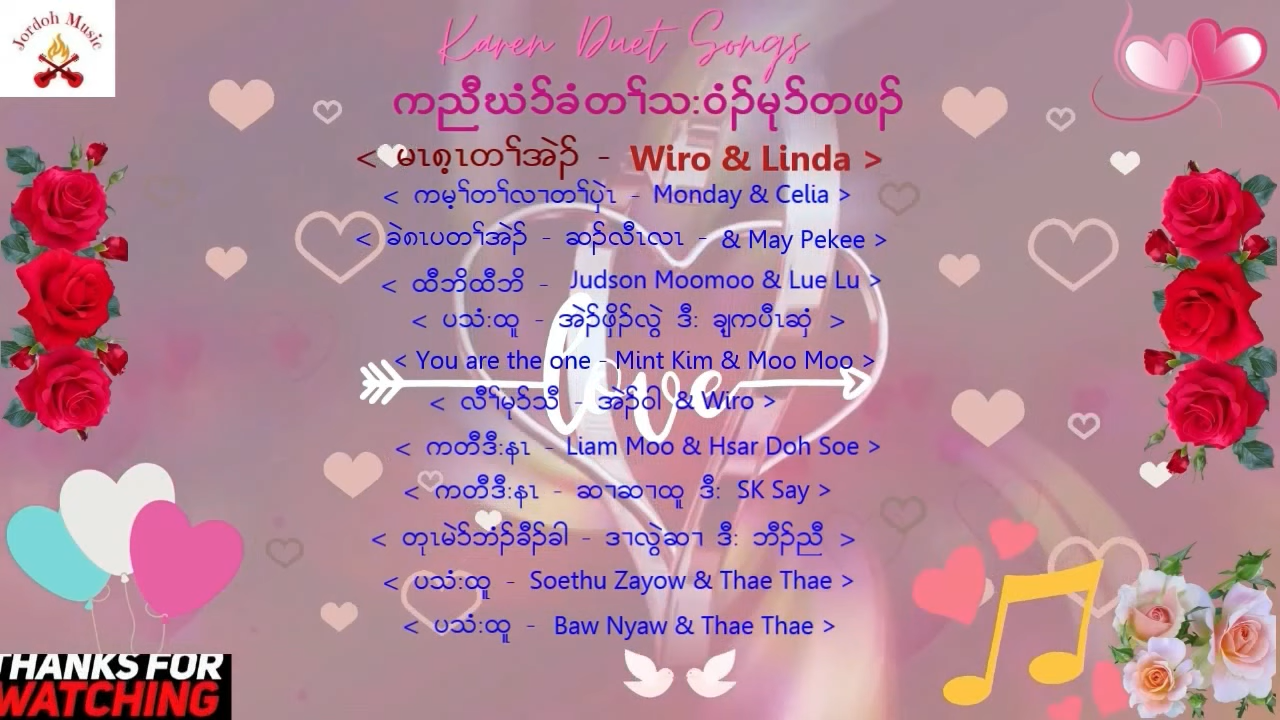 Jordoh Music
Karen Duet Songs
ကညီဃံာ်ခံတၢ်သးဝံၣ်မုာ်တဖၣ်
< မၤစ့ၤတၢ်အဲၣ် - Wiro & Linda >
< ကမ့ၢ်တၢ်လၢတၢ်ပှဲၤ - Monday & Celia >
< ခဲစၤပတၢ်အဲၣ် - ဆၣ်လီၤလၤ - & May Pekee >
< ထီဘိထီဘိ - Judson Moomoo & Lue Lu >
< ပသံးထူ - အဲၣ်ဖှိၣ်လွဲ ဒီး ချ့ကပီၤဆှံ >
< You are the one - Mint Kim & Moo Moo >
love
< လီၢ်မုာ်သီ - အဲၣ်ဝါ & Wiro >
< ကတီဒီးနၤ - Liam Moo & Hsar Doh Soe >
< ကတီဒီးနၤ - ဆၢဆၢထူ ဒီး SK Say >
< တုၤမဲာ်ဘံၣ်ခီၣ်ခါ - ဒၢလွဲဆၢ ဒီး ဘီၣ်ညီ >
< ပသံးထူ - Soethu Zayow & Thae Thae >
< ပသံးထူ - Baw Nyaw & Thae Thae >
THANKS FOR
WATCHING